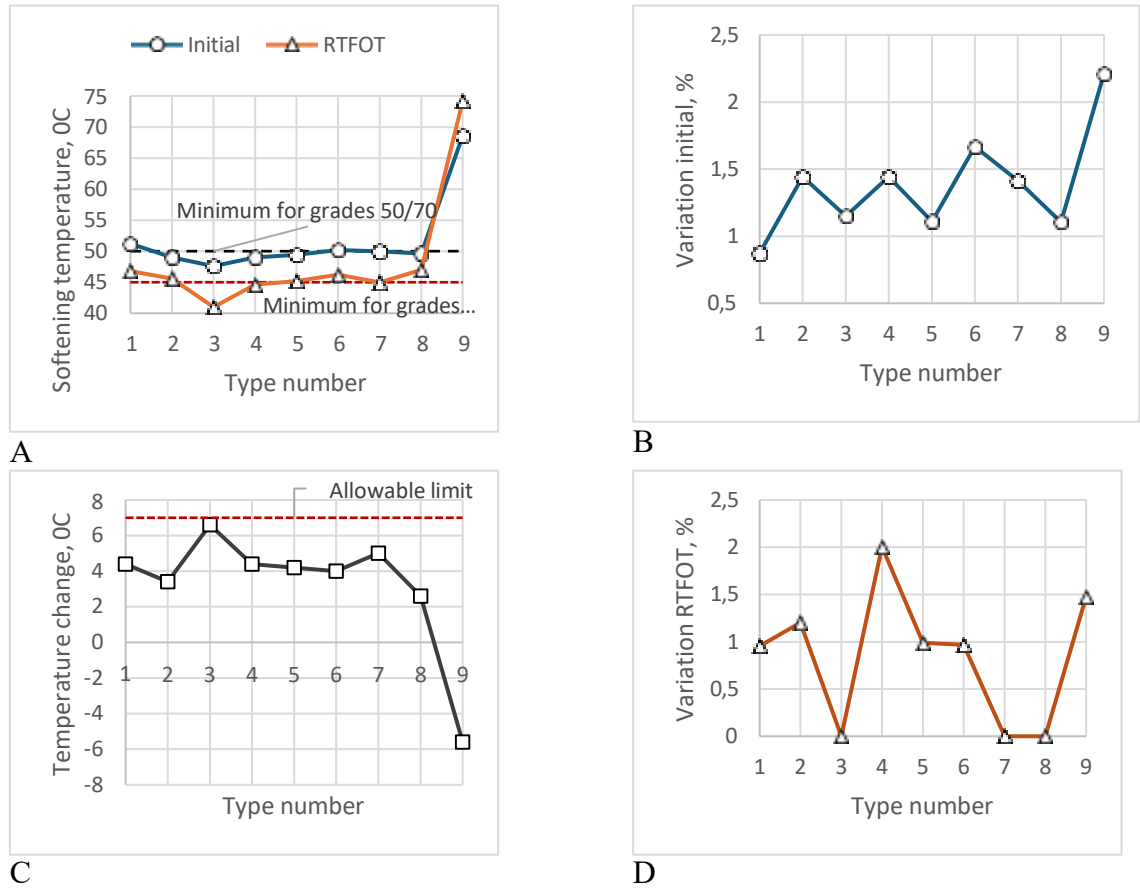 Initial RTFOT
Softening temperature, 0C
75
70
65
60
55
50
45
40
Minimum for grades 50/70
Minimum for grades...
1 2 3 4 5 6 7 8 9
Type number
A
Variation initial, %
2,5
2
1,5
1
0,5
1 2 3 4 5 6 7 8 9
Type number
B
Temperature change, 0C
8
6
4
2
0
-2
-4
-6
-8
Allowable limit
1 2 3 4 5 6 7 8 9
Type number
C
Variation RTFOT, %
2,5
2
1,5
1
0,5
0
1 2 3 4 5 6 7 8 9
Type number
D